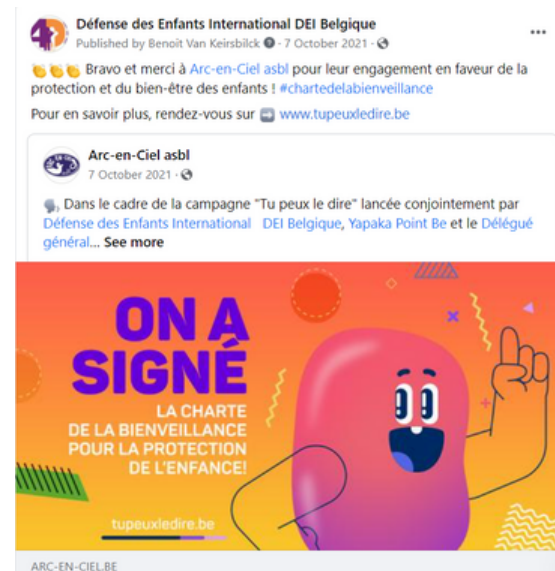 Défense des Enfants International DEI Belgique
Published by Benoit Van Keirsbilck · 7 October 2021 ·
👏👏👏 Bravo et merci à Arc-en-Ciel asbl pour leur engagement en faveur de la
protection et du bien-être des enfants ! #chartedelabienveillance
Pour en savoir plus, rendez-vous sur ➡️ www.tupeuxledire.be
Arc-en-Ciel asbl
7 October 2021 ·
🗣️, Dans le cadre de la campagne "Tu peux le dire" lancée conjointement par
Défense des Enfants International DEI Belgique, Yapaka Point Be et le Délégué
général... See more
ON A
SIGNÉ
LA CHARTE
DE LA BIENVEILLANCE
POUR LA PROTECTION
DE L'ENFANCE!
tupeuxledire.be
ARC-EN-CIEL.BE